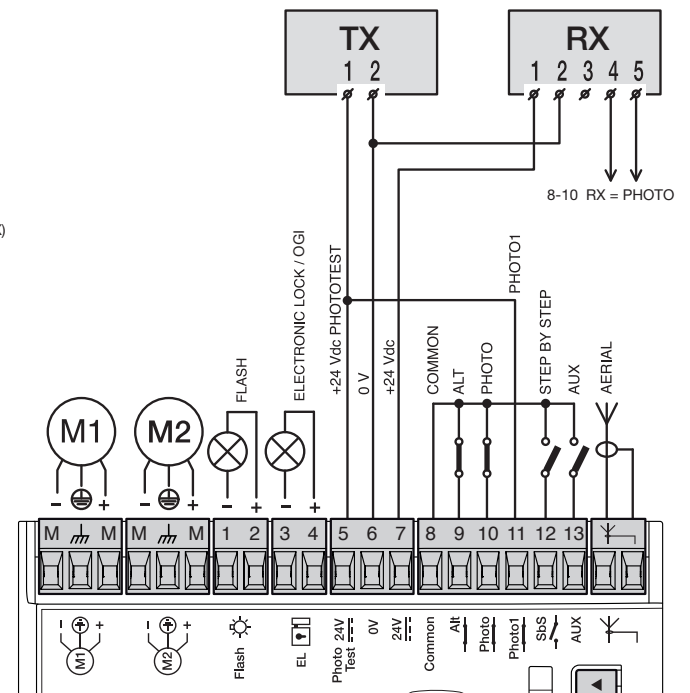 TX
1 2
RX
1 2 3 4 5
8-10 RX = PHOTO
)
FLASH
ELECTRONIC LOCK / OGI
+24 Vdc PHOTOTEST
0 V
+24 Vdc
COMMON
ALT
PHOTO
PHOTO1
STEP BY STEP
AUX
AERIAL
M1
M2
- +
- +
- +
- +
M M
M M
1 2
3 4
5 6 7
8 9 10 11 12 13
- +
M1
- +
M2
Flash
EL
Photo 24V
Test
0V
24V
Common
Alt
Photo
Photo1
SbS
AUX